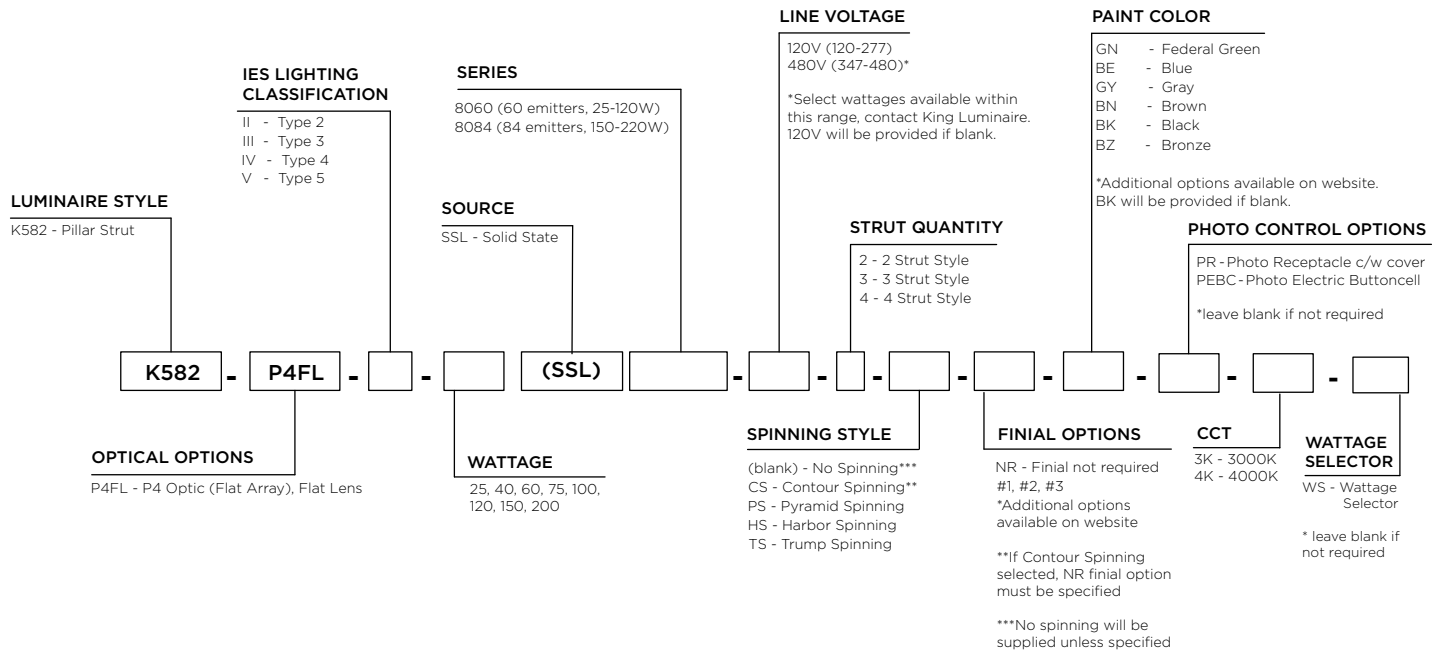 LINE VOLTAGE
120V (120-277)
480V (347-480)*
*Select wattages available within
this range, contact King Luminaire.
120V will be provided if blank.
PAINT COLOR
GN - Federal Green
BE - Blue
GY - Gray
BN - Brown
BK - Black
BZ - Bronze
*Additional options available on website.
BK will be provided if blank.
IES LIGHTING
CLASSIFICATION
II - Type 2
III - Type 3
IV - Type 4
V - Type 5
SERIES
8060 (60 emitters, 25-120W)
8084 (84 emitters, 150-220W)
LUMINAIRE STYLE
K582 - Pillar Strut
SOURCE
SSL - Solid State
STRUT QUANTITY
2 - 2 Strut Style
3 - 3 Strut Style
4 - 4 Strut Style
PHOTO CONTROL OPTIONS
PR - Photo Receptacle c/w cover
PEBC - Photo Electric Buttoncell
*leave blank if not required
K582 - P4FL - - (SSL) - - - - - - - -
OPTICAL OPTIONS
P4FL - P4 Optic (Flat Array), Flat Lens
WATTAGE
25, 40, 60, 75, 100,
120, 150, 200
SPINNING STYLE
(blank) - No Spinning***
CS - Contour Spinning**
PS - Pyramid Spinning
HS - Harbor Spinning
TS - Trump Spinning
FINIAL OPTIONS
NR - Finial not required
#1, #2, #3
*Additional options
available on website
**If Contour Spinning
selected, NR finial option
must be specified
***No spinning will be
supplied unless specified
CCT
3K - 3000K
4K - 4000K
WATTAGE
SELECTOR
WS - Wattage
Selector
* leave blank if
not required